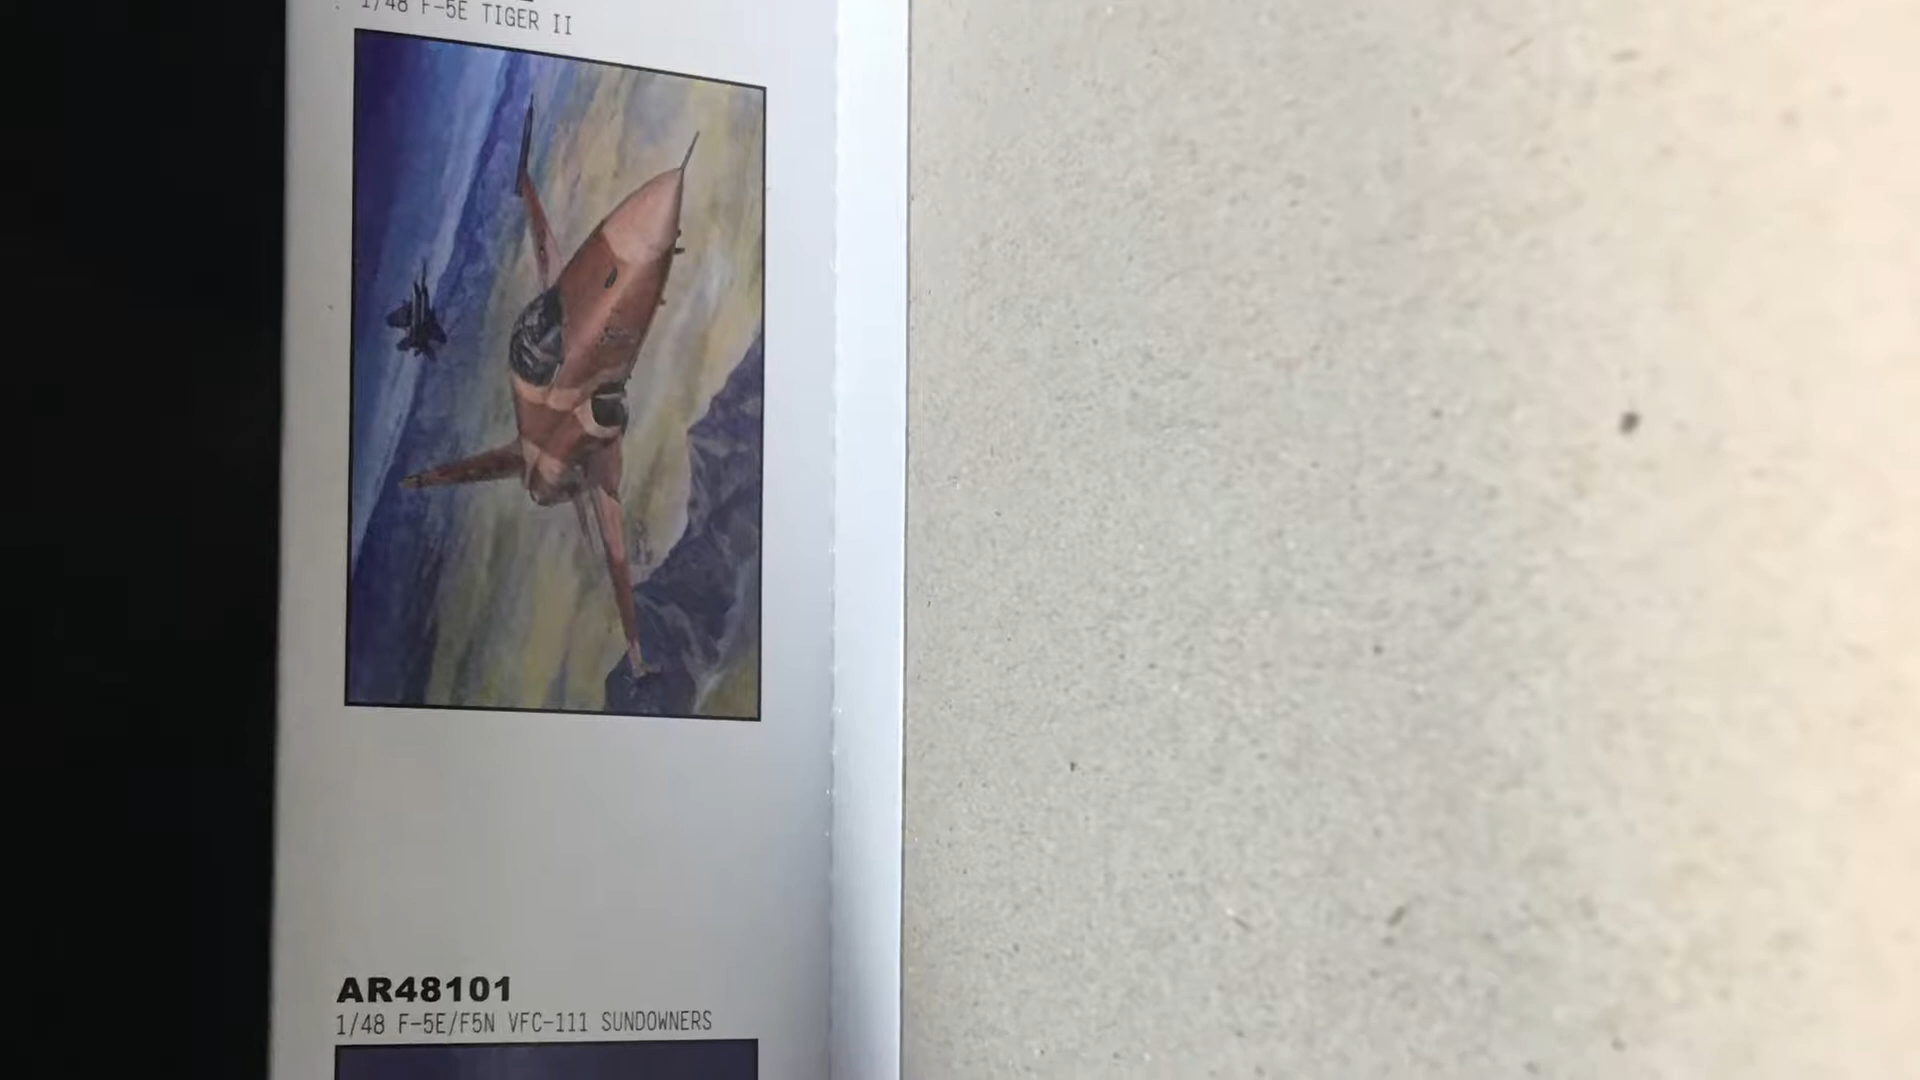 1/48 F-5E TIGER II
AR48101
1/48 F-5E/F5N VFC-111 SUNDOWNERS